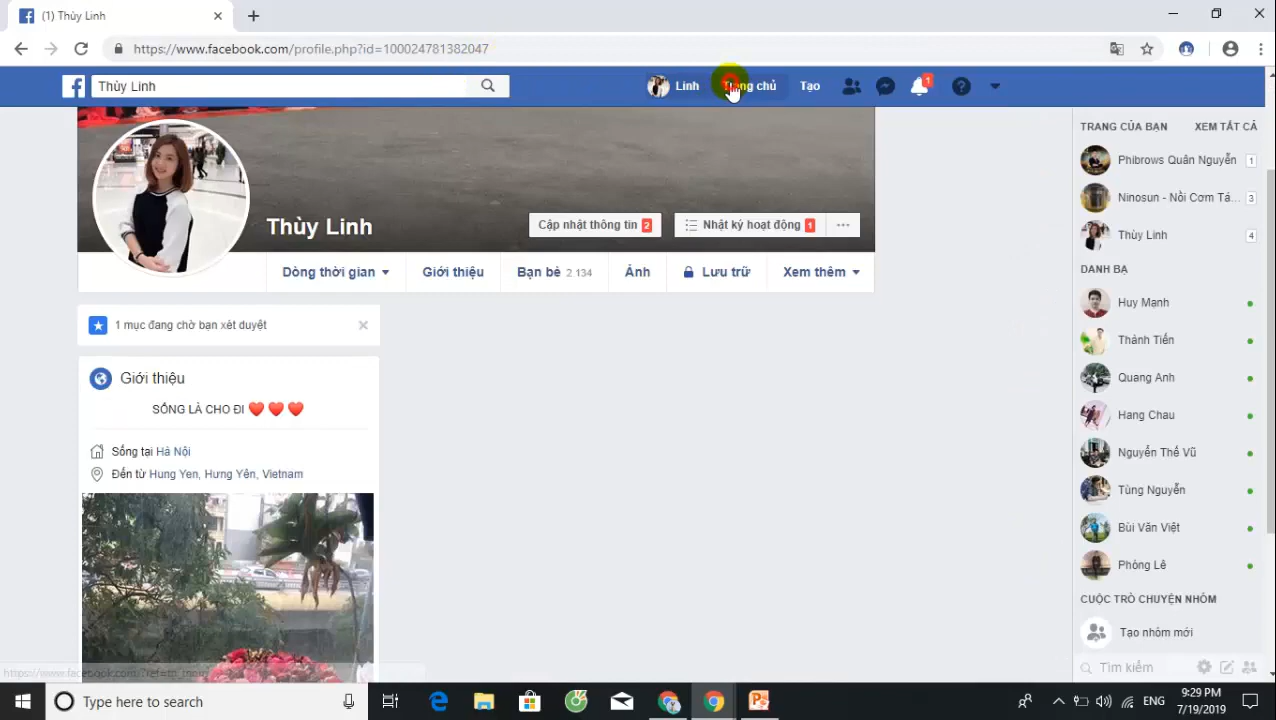 (1) Thùy Linh
https://www.facebook.com/profile.php?id=100024781382047
Thùy Linh
Linh
Trang chủ
Tạo
1
TRANG CỦA BẠN XEM TẤT CẢ
Phibrows Quân Nguyễn 1
Ninosun - Nồi Cơm Tá... 3
Thùy Linh 4
DANH BẠ
Huy Mạnh
Thành Tiến
Quang Anh
Hang Chau
Nguyễn Thế Vũ
Tùng Nguyễn
Bùi Văn Việt
Phòng Lê
CUỘC TRÒ CHUYỆN NHÓM
Tạo nhóm mới
Tìm kiếm
Thùy Linh
Cập nhật thông tin 2
Nhật ký hoạt động 1
Dòng thời gian
Giới thiệu
Bạn bè 2.134
Ảnh
Lưu trữ
Xem thêm
1 mục đang chờ bạn xét duyệt
Giới thiệu
SỐNG LÀ CHO ĐI
Sống tại Hà Nội
Đến từ Hung Yen, Hưng Yên, Vietnam
Type here to search
ENG
9:29 PM
7/19/2019